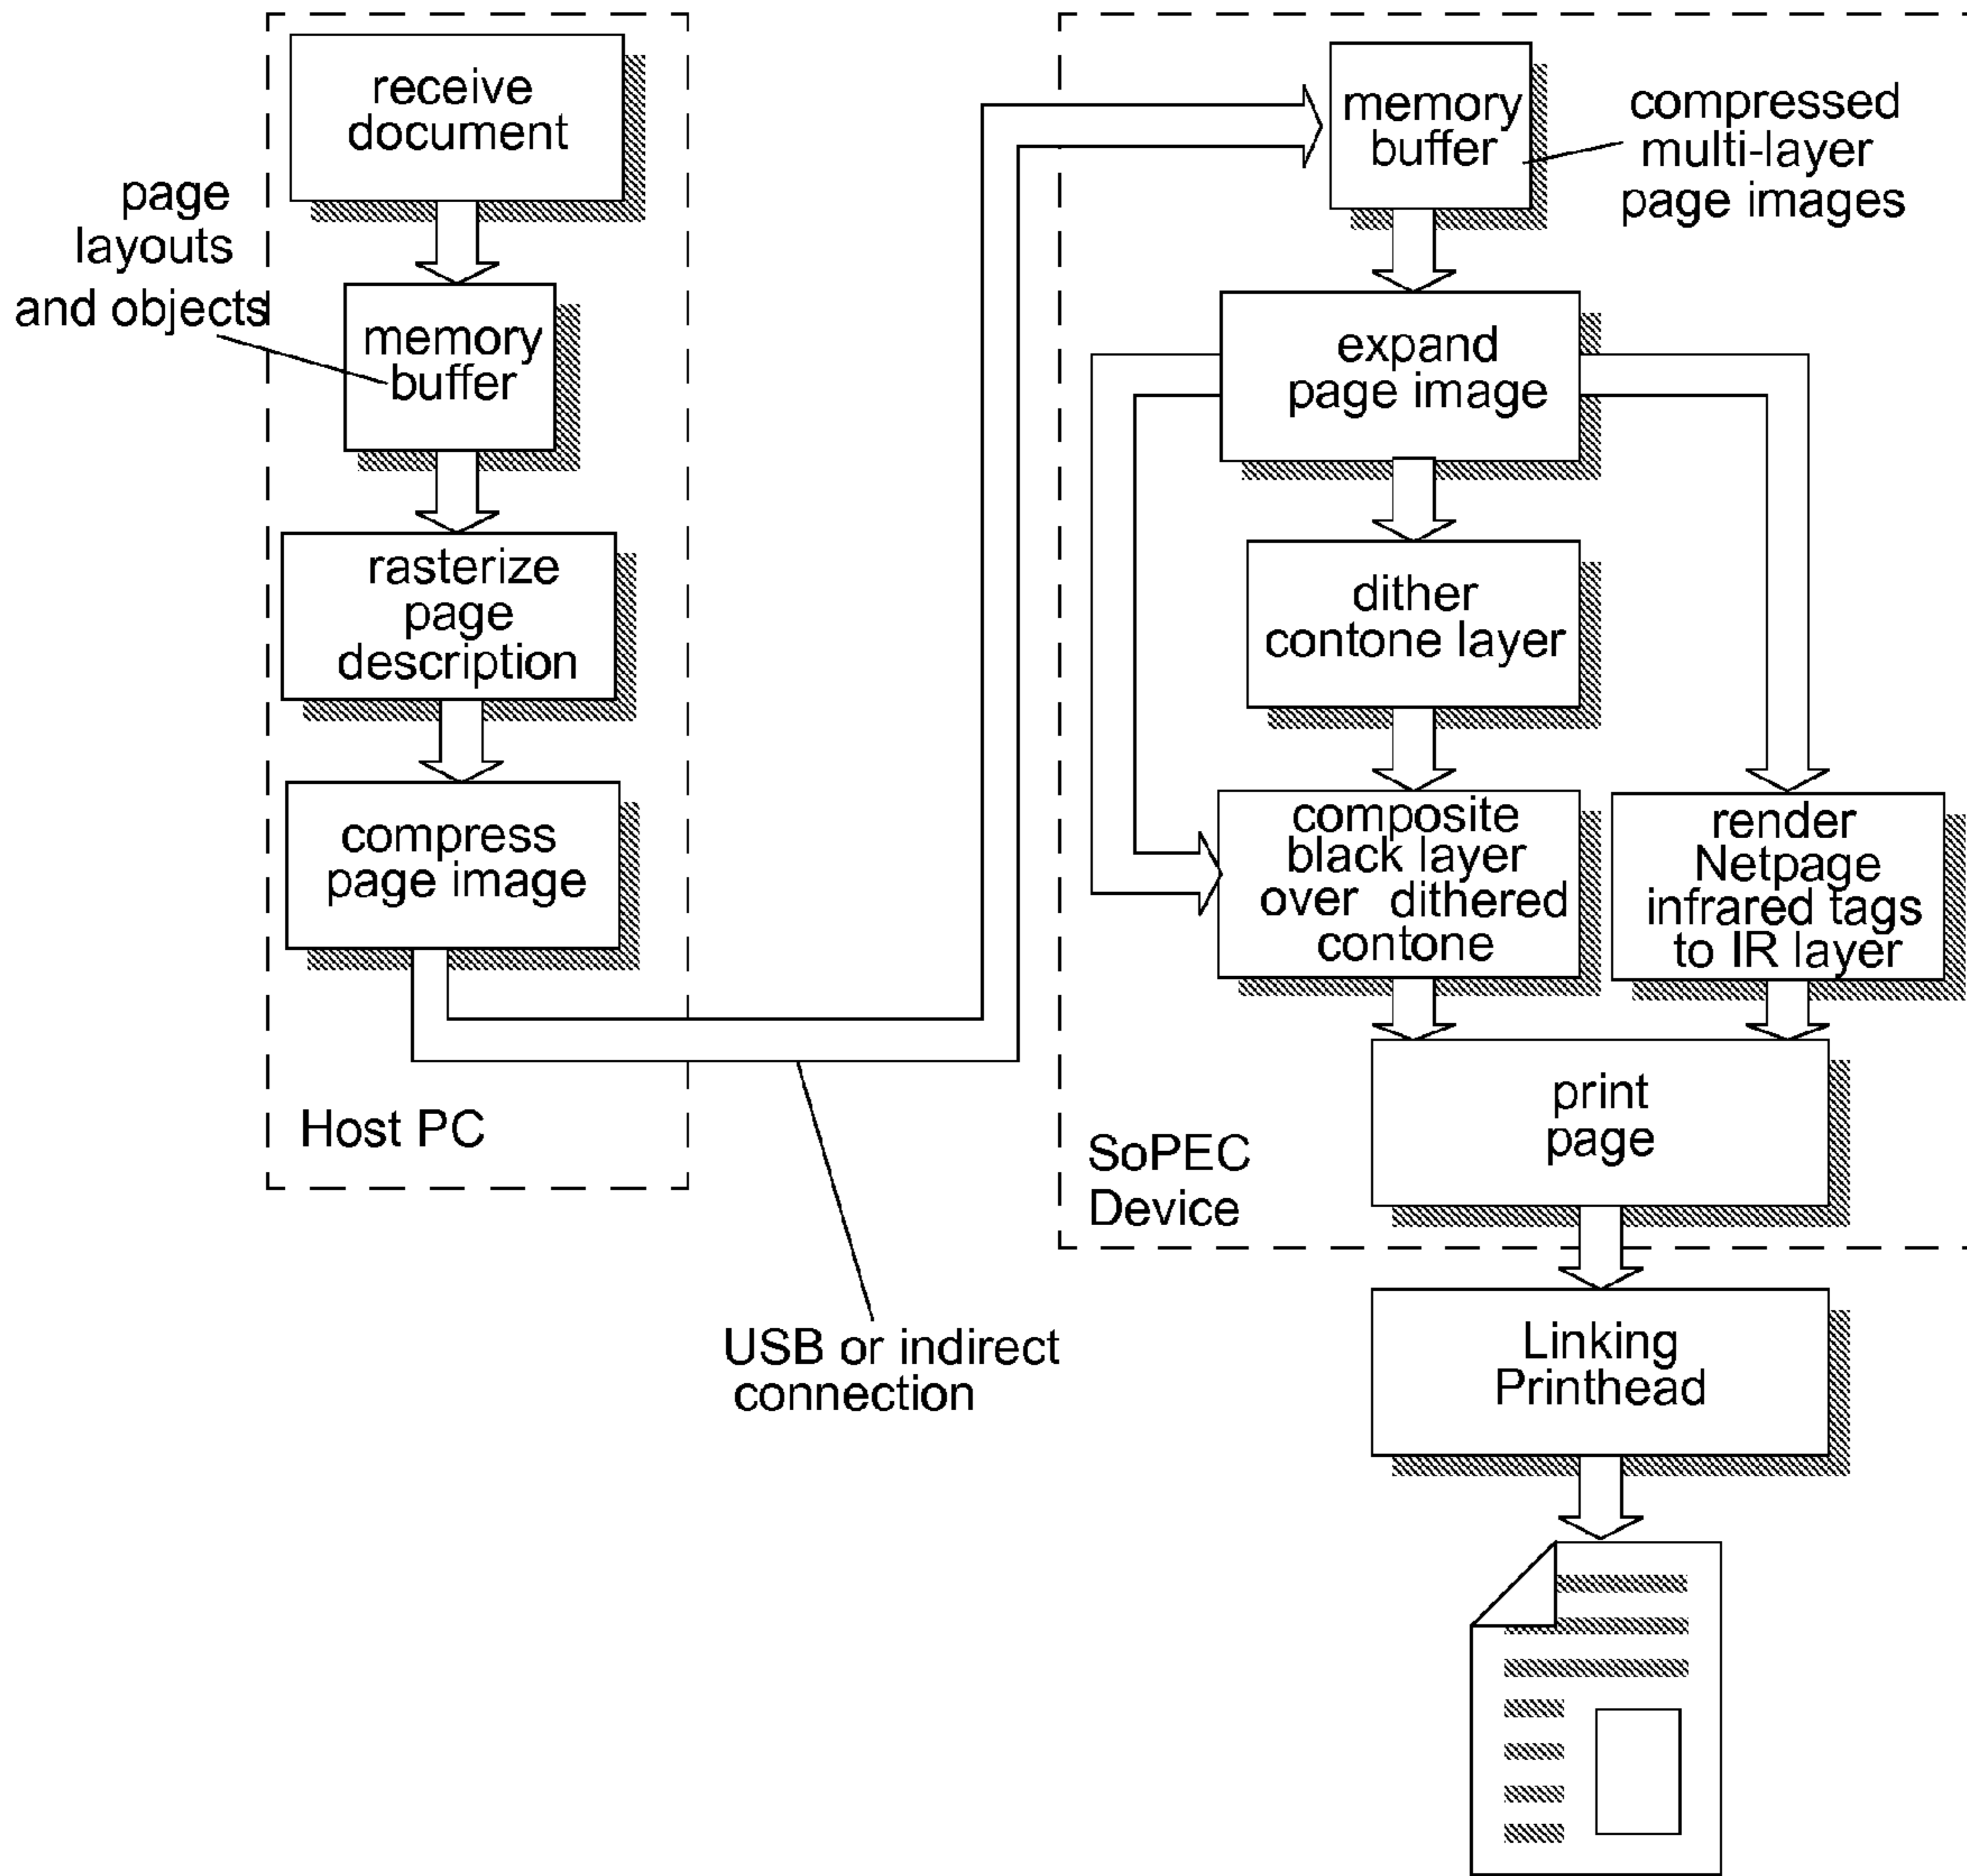 receive
document
page
layouts
and objects
memory
buffer
rasterize
page
description
compress
page image
Host PC
USB or indirect
connection
memory
buffer
compressed
multi-layer
page images
expand
page image
dither
contone layer
composite
black layer
over dithered
contone
render
Netpage
infrared tags
to IR layer
print
page
SoPEC
Device
Linking
Printhead